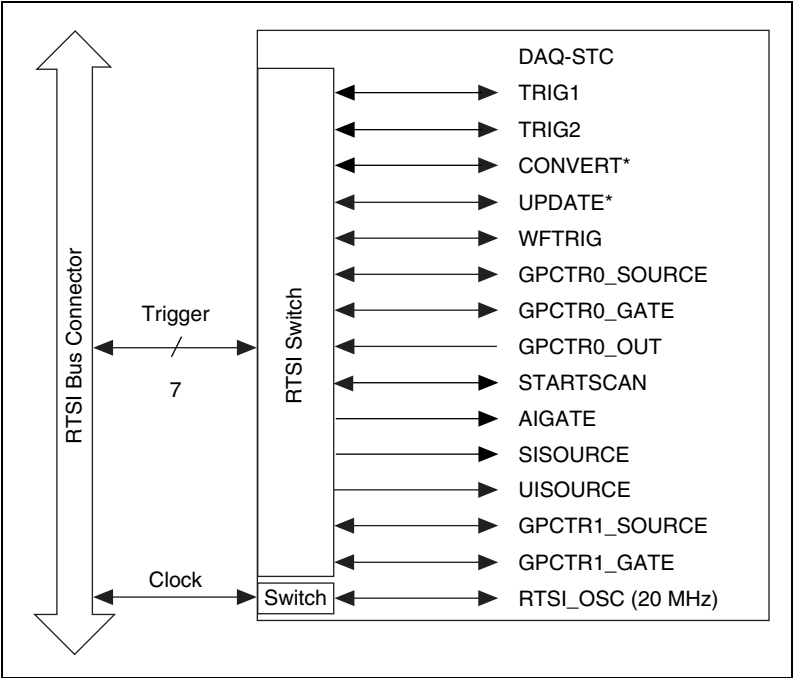 DAQ-STC
TRIG1
TRIG2
CONVERT*
UPDATE*
WFTRIG
GPCTR0_SOURCE
GPCTR0_GATE
GPCTR0_OUT
STARTSCAN
AIGATE
SISOURCE
UISOURCE
GPCTR1_SOURCE
GPCTR1_GATE
RTSI_OSC (20 MHz)
RTSI Bus Connector
Trigger
7
Clock
RTSI Switch
Switch